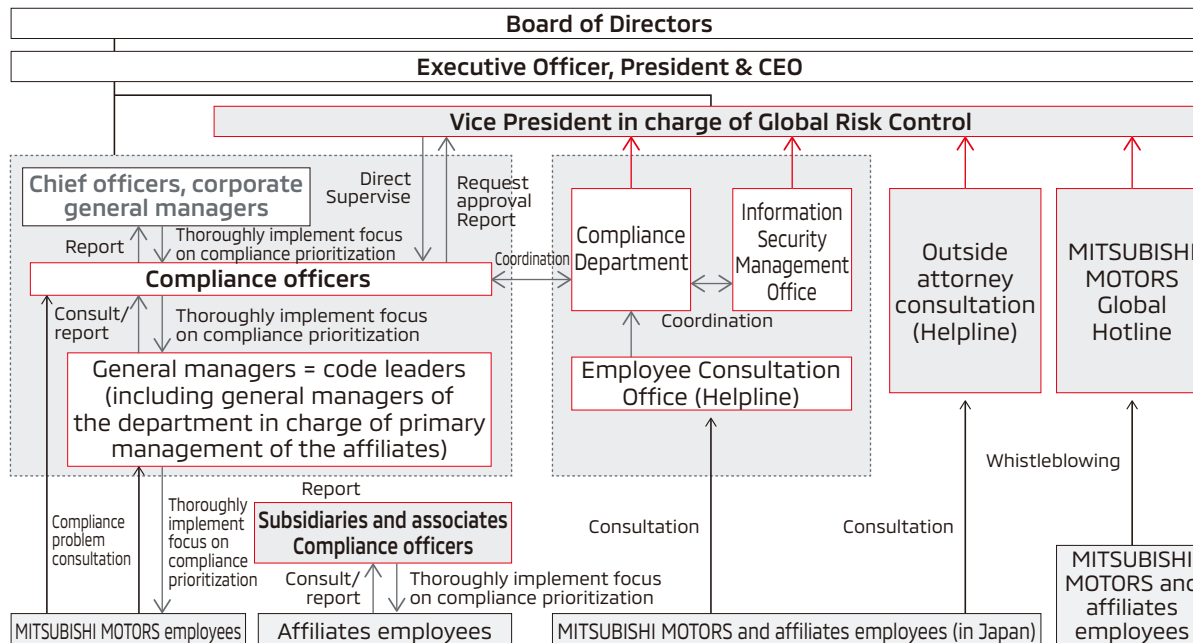 Board of Directors
Executive Officer, President & CEO
Vice President in charge of Global Risk Control
Chief officers, corporate
general managers
Direct
Supervise
Request
approval
Report
Report
Thoroughly implement focus
on compliance prioritization
Compliance officers
Coordination
Compliance
Department
Information
Security
Management
Office
Coordination
Outside
attorney
consultation
(Helpline)
MITSUBISHI
MOTORS
Global
Hotline
Consult/
report
Thoroughly implement focus
on compliance prioritization
General managers = code leaders
(including general managers of
the department in charge of primary
management of the affiliates)
Employee Consultation
Office (Helpline)
Whistleblowing
Report
Compliance
problem
consultation
Thoroughly
implement
focus on
compliance
prioritization
Subsidiaries and associates
Compliance officers
Consultation
Consultation
Consult/
report
Thoroughly implement focus
on compliance prioritization
MITSUBISHI MOTORS employees
Affiliates employees
MITSUBISHI MOTORS and affiliates employees (in Japan)
MITSUBISHI
MOTORS and
affiliates
employees